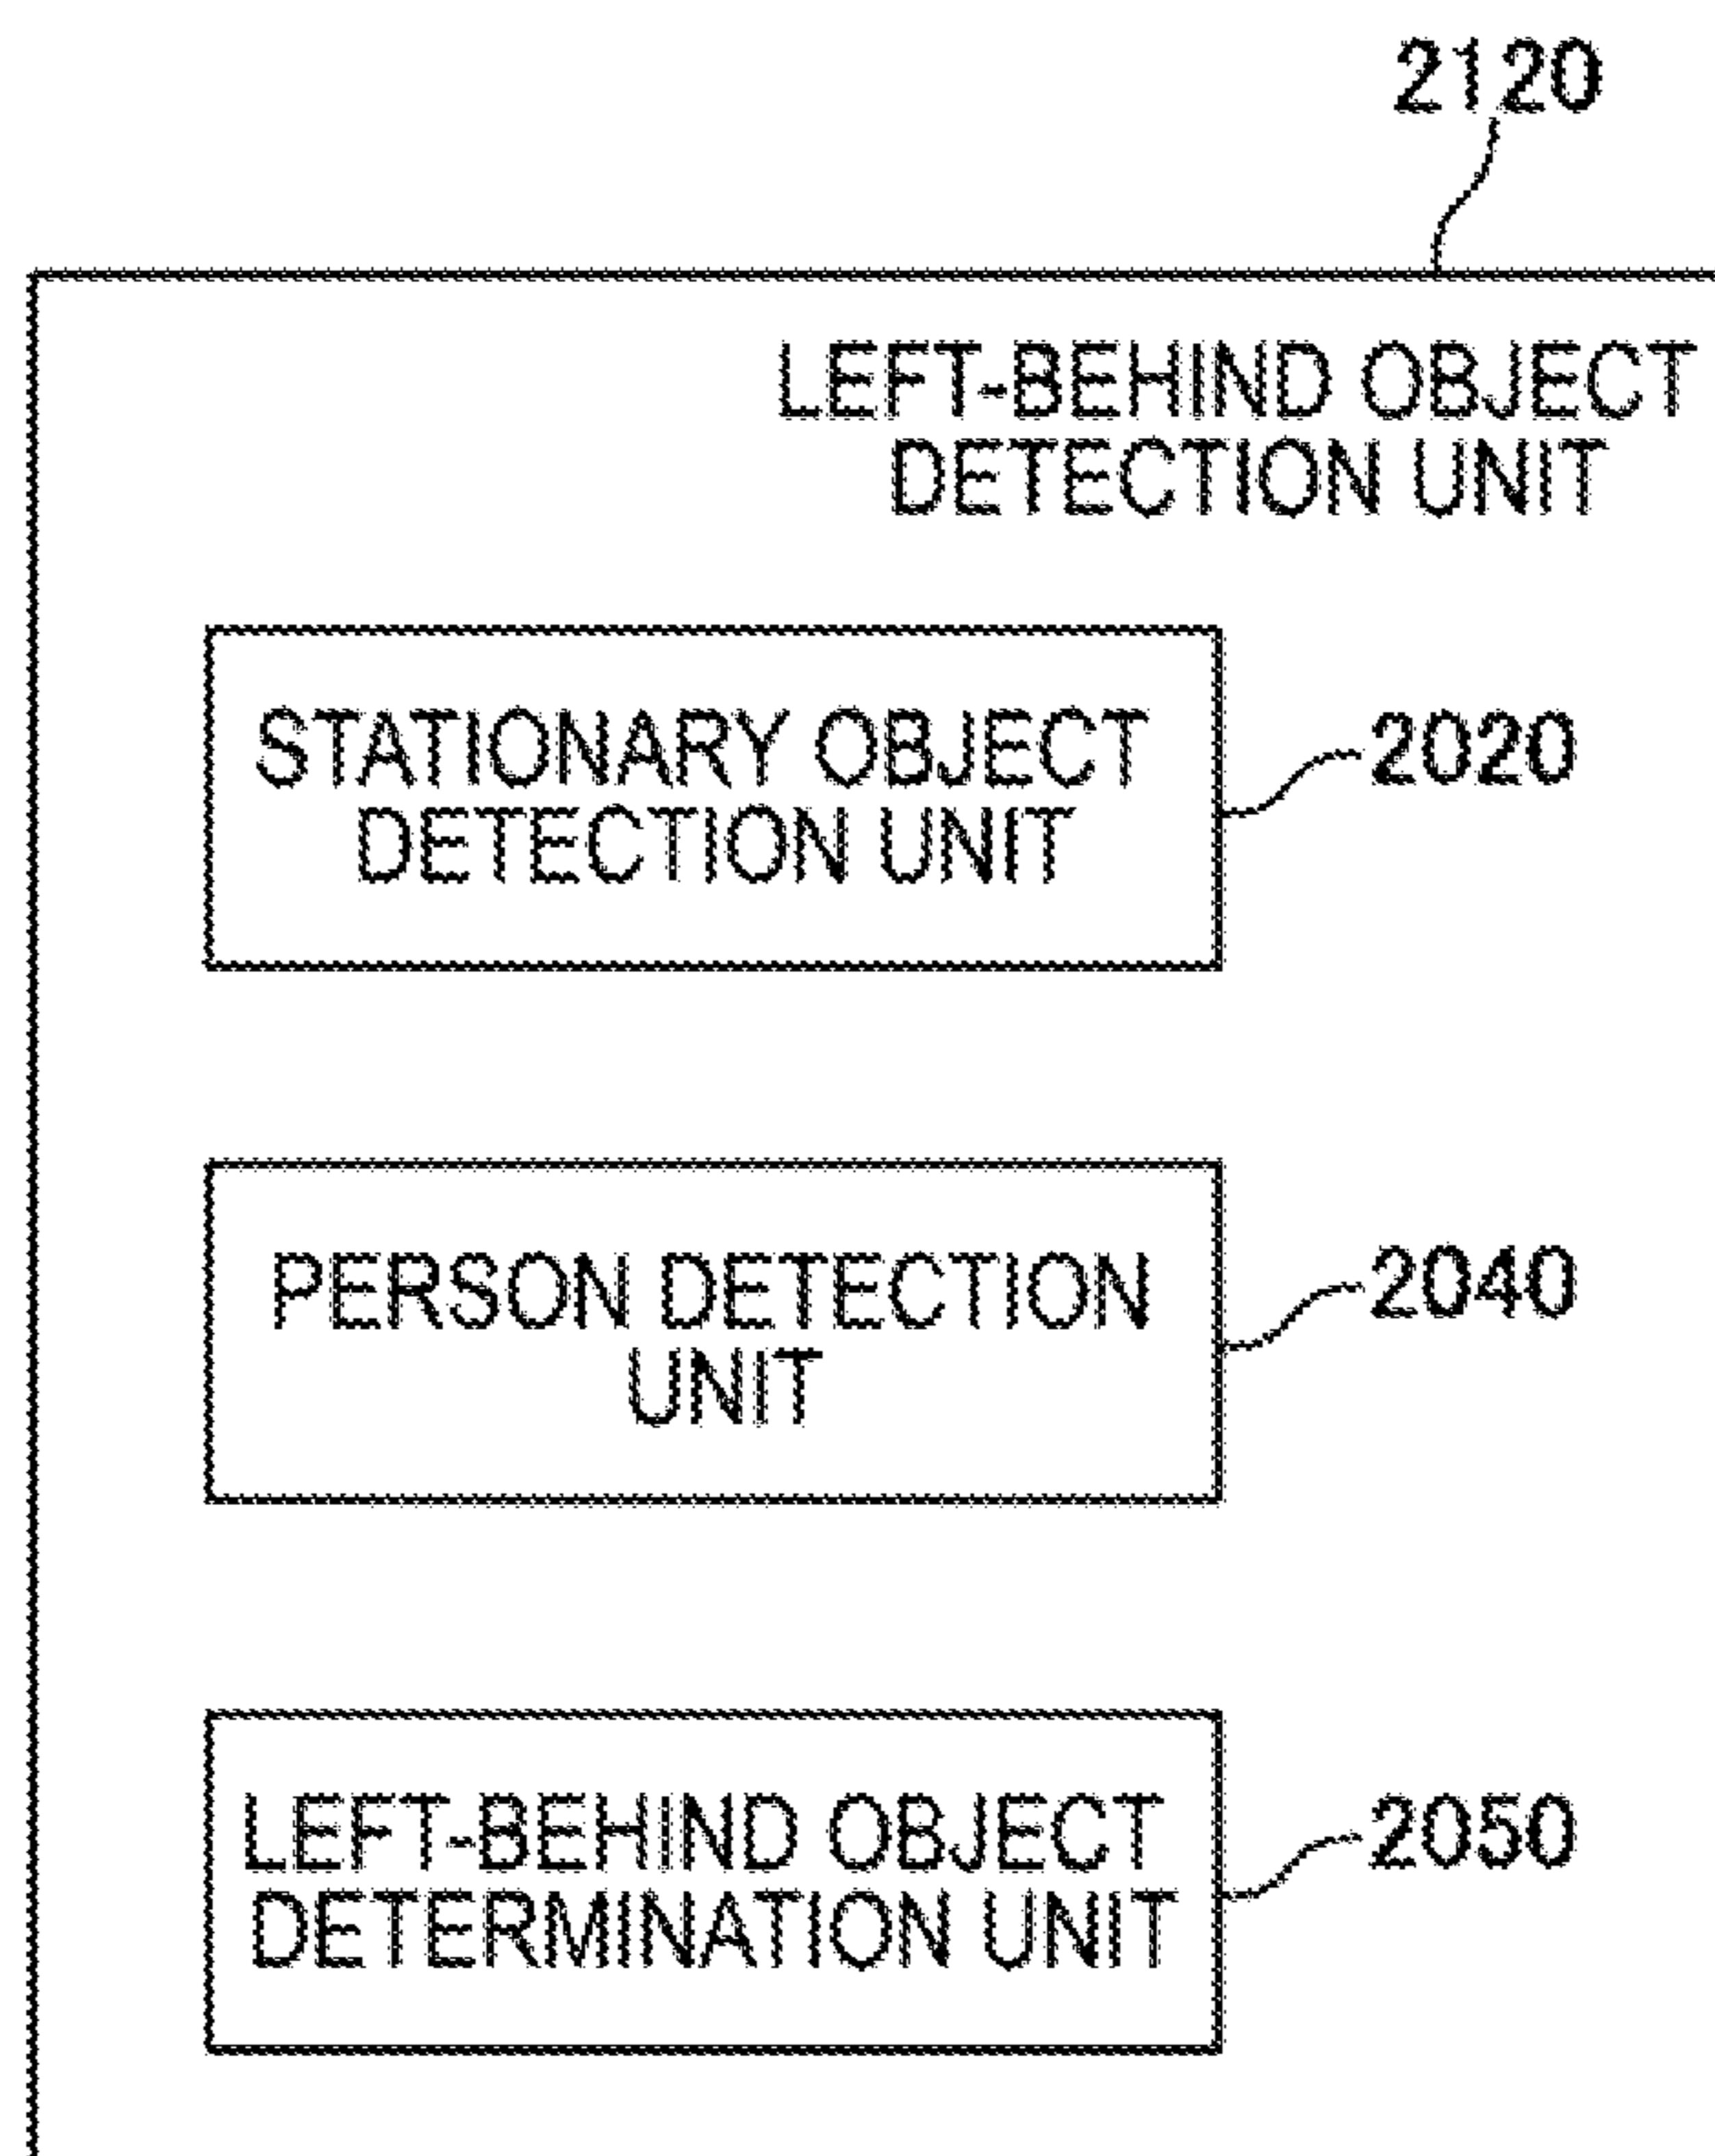 2120
LEFT-BEHIND OBJECT
DETECTION UNIT
STATIONARY OBJECT
DETECTION UNIT
2020
PERSON DETECTION
UNIT
2040
LEFT-BEHIND OBJECT
DETERMINATION UNIT
2050